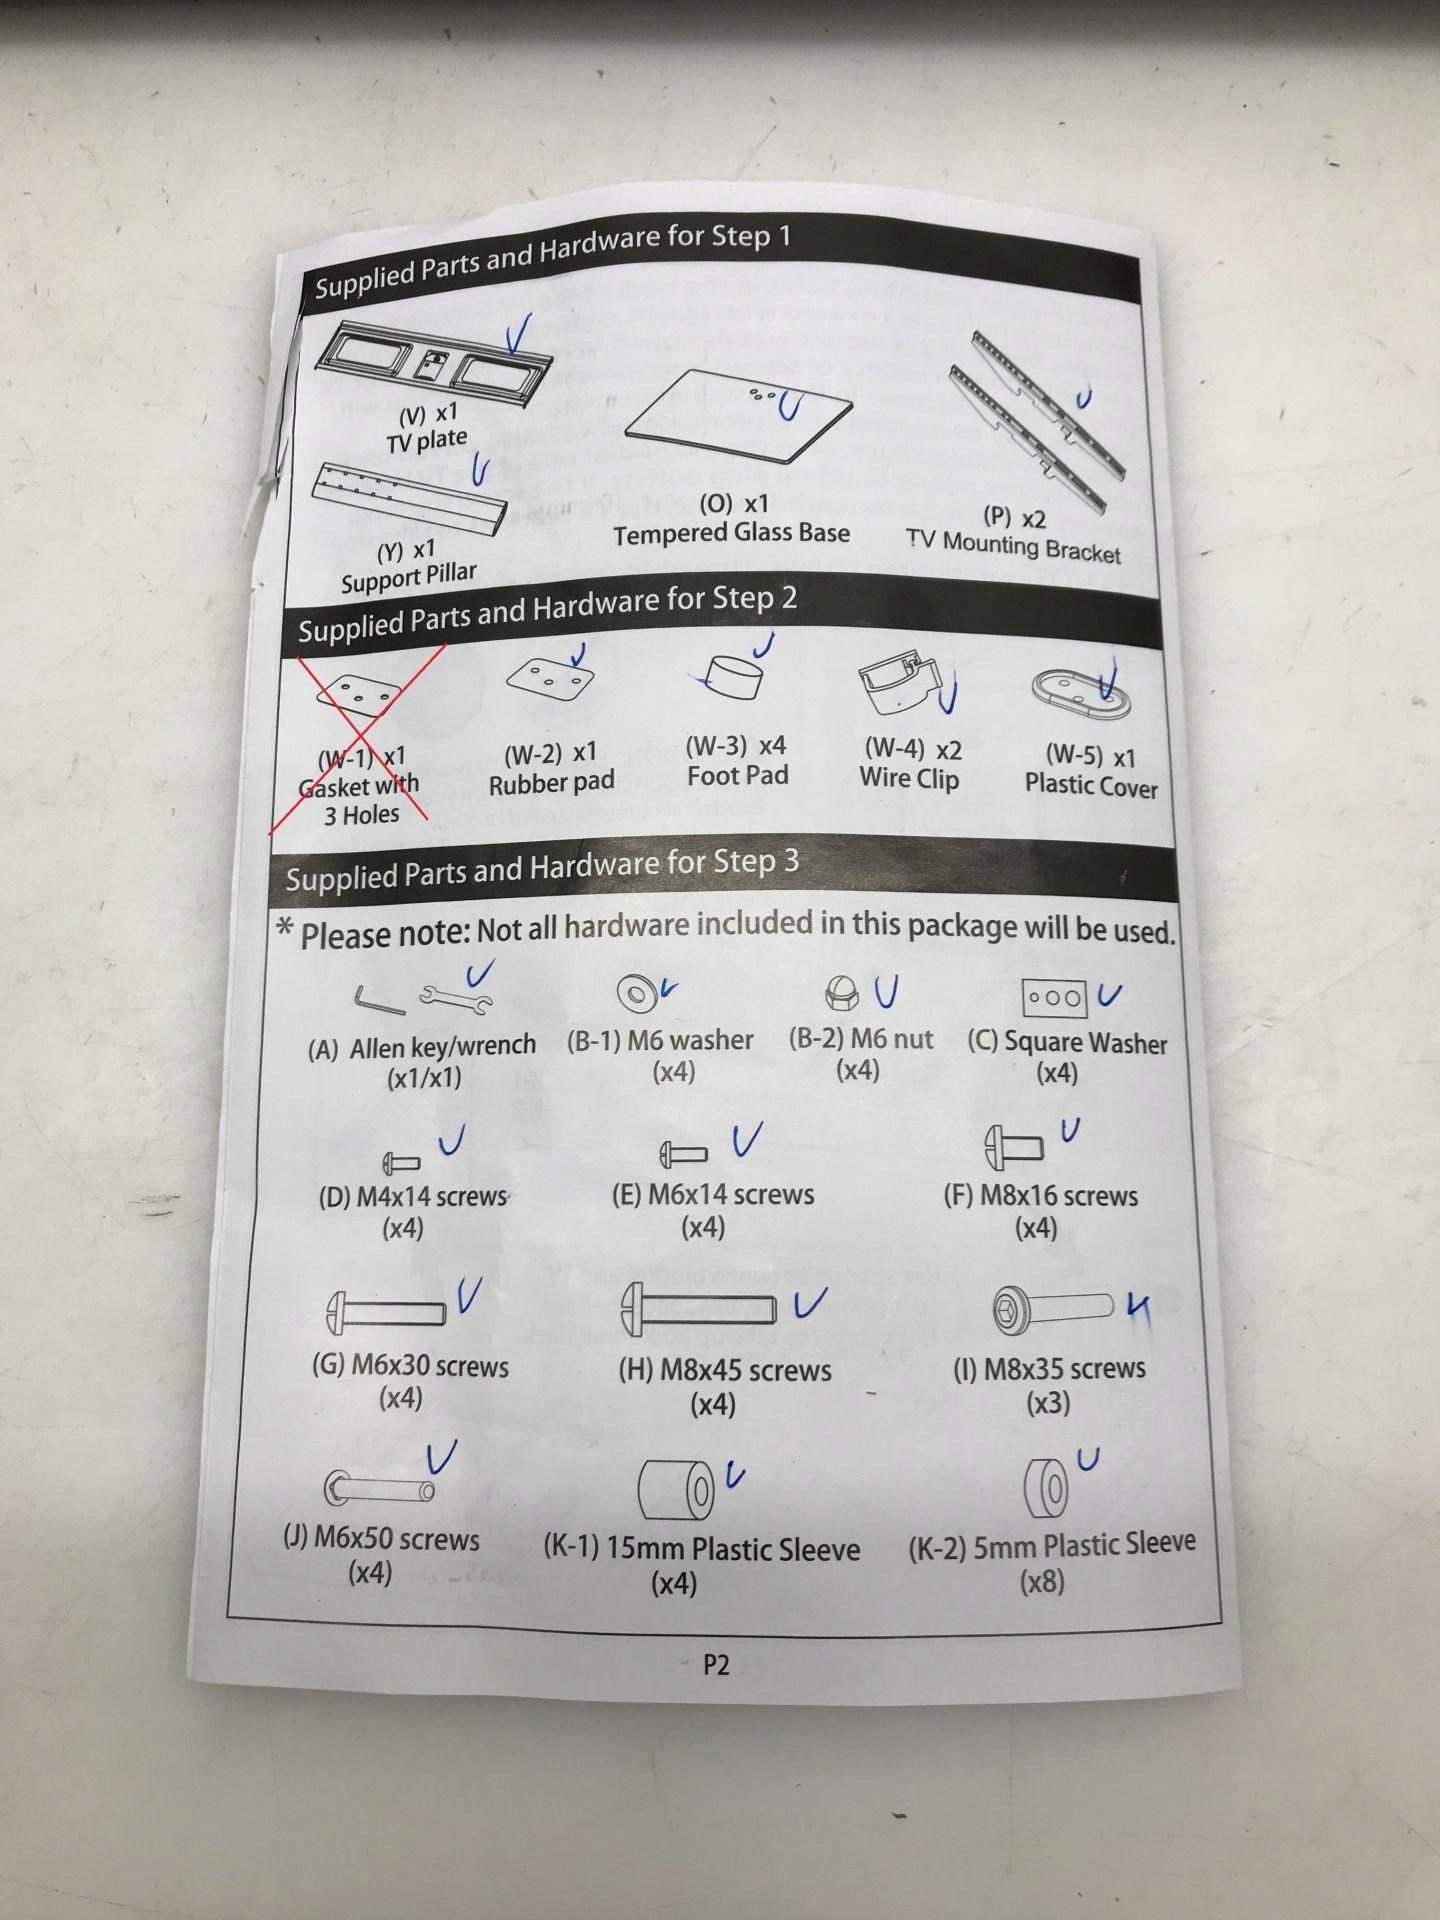 Supplied Parts and Hardware for Step 1
(V) x1
TV plate
(Y) x1
Support Pillar
(O) x1
Tempered Glass Base
(P) x2
TV Mounting Bracket
Supplied Parts and Hardware for Step 2
(W-1) x1
Gasket with
3 Holes
(W-2) x1
Rubber pad
(W-3) x4
Foot Pad
(W-4) x2
Wire Clip
(W-5) x1
Plastic Cover
Supplied Parts and Hardware for Step 3
* Please note: Not all hardware included in this package will be used.
(A) Allen key/wrench
(x1/x1)
(B-1) M6 washer
(x4)
(B-2) M6 nut
(x4)
(C) Square Washer
(x4)
(D) M4x14 screws
(x4)
(E) M6x14 screws
(x4)
(F) M8x16 screws
(x4)
(G) M6x30 screws
(x4)
(H) M8x45 screws
(x4)
(I) M8x35 screws
(x3)
(J) M6x50 screws
(x4)
(K-1) 15mm Plastic Sleeve
(x4)
(K-2) 5mm Plastic Sleeve
(x8)
P2